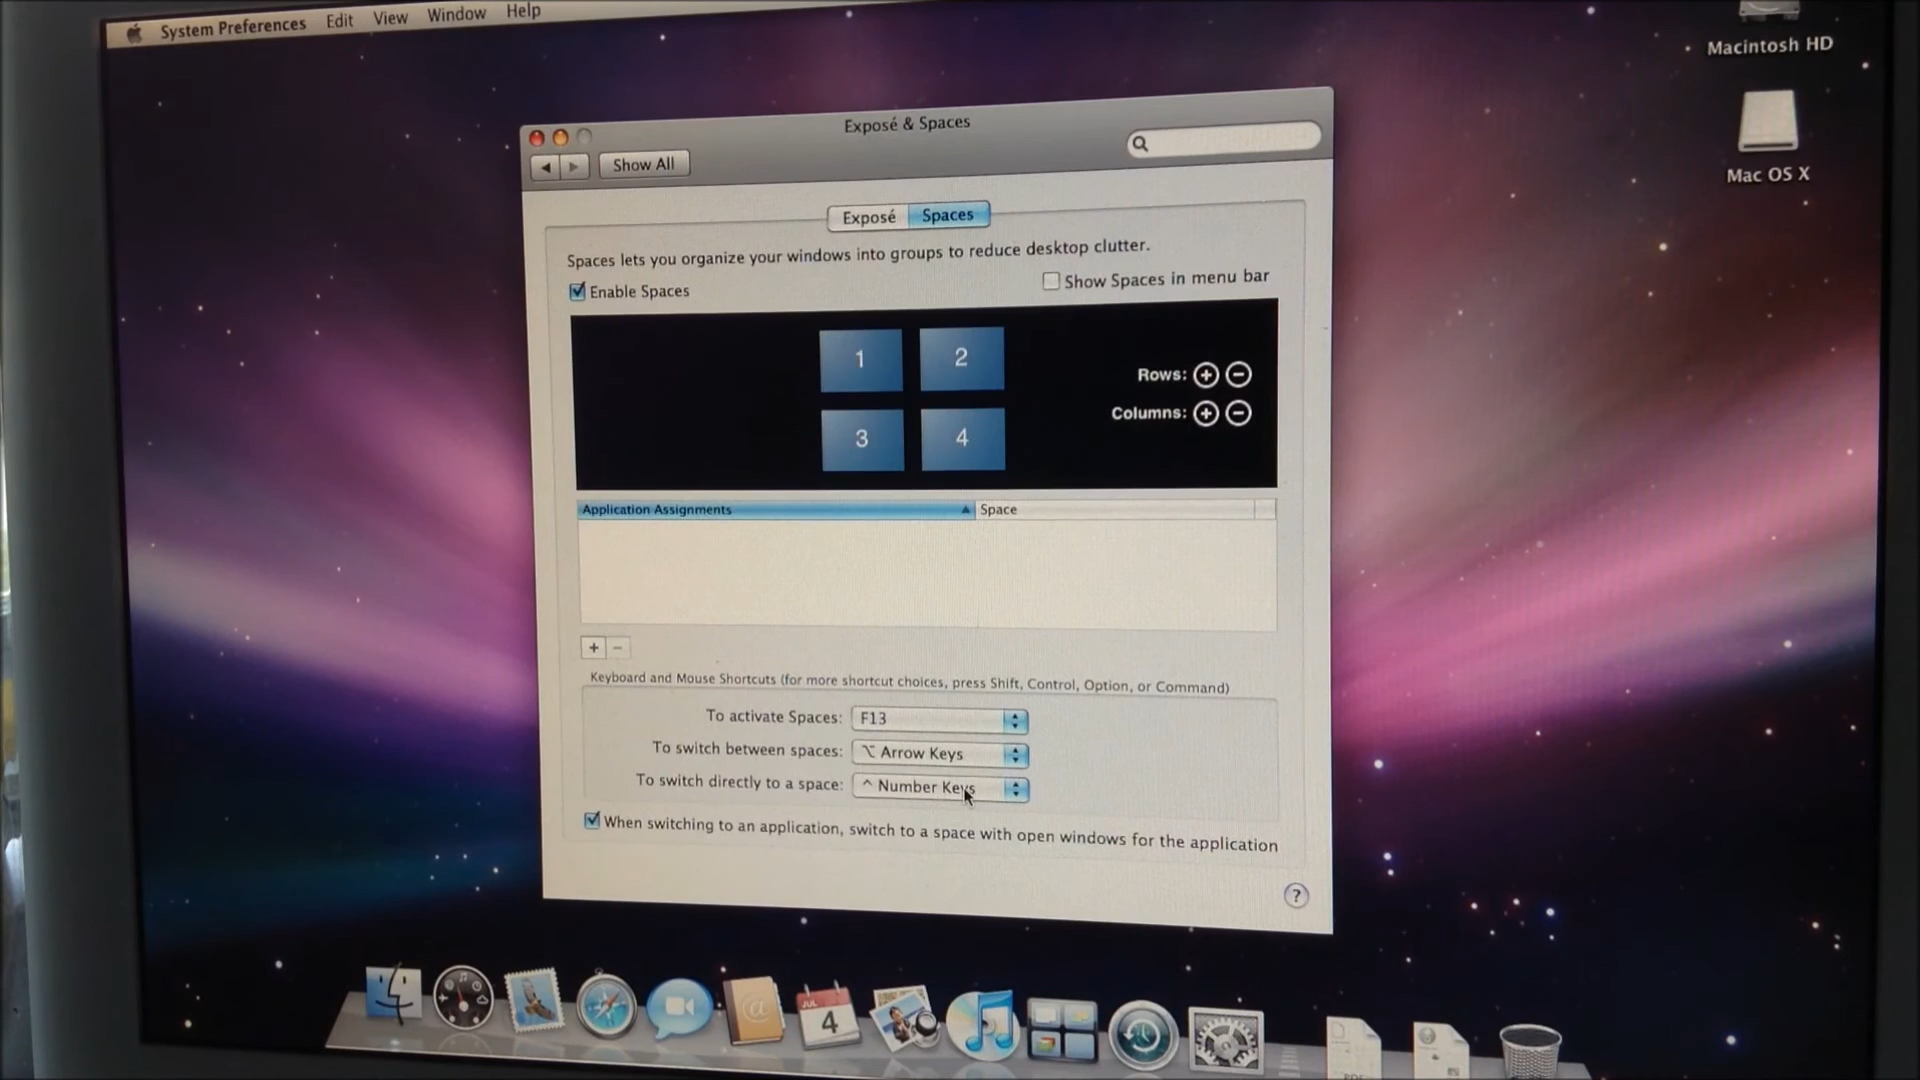 System Preferences Edit View Window Help
Macintosh HD
Mac OS X
Exposé & Spaces
Show All
Exposé Spaces
Spaces lets you organize your windows into groups to reduce desktop clutter.
Enable Spaces
Show Spaces in menu bar
1 2
3 4
Rows:
Columns:
Application Assignments Space
+ −
Keyboard and Mouse Shortcuts (for more shortcut choices, press Shift, Control, Option, or Command)
To activate Spaces: F13
To switch between spaces: ⌥ Arrow Keys
To switch directly to a space: ^ Number Keys
When switching to an application, switch to a space with open windows for the application
?
JUL
4
@